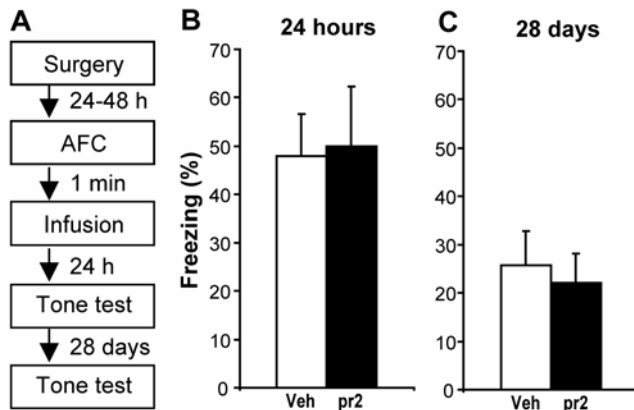 A
Surgery
24-48 h
AFC
1 min
Infusion
24 h
Tone test
28 days
Tone test
B
24 hours
Freezing (%)
70
60
50
40
30
20
10
0
Veh pr2
C
28 days
70
60
50
40
30
20
10
0
Veh pr2